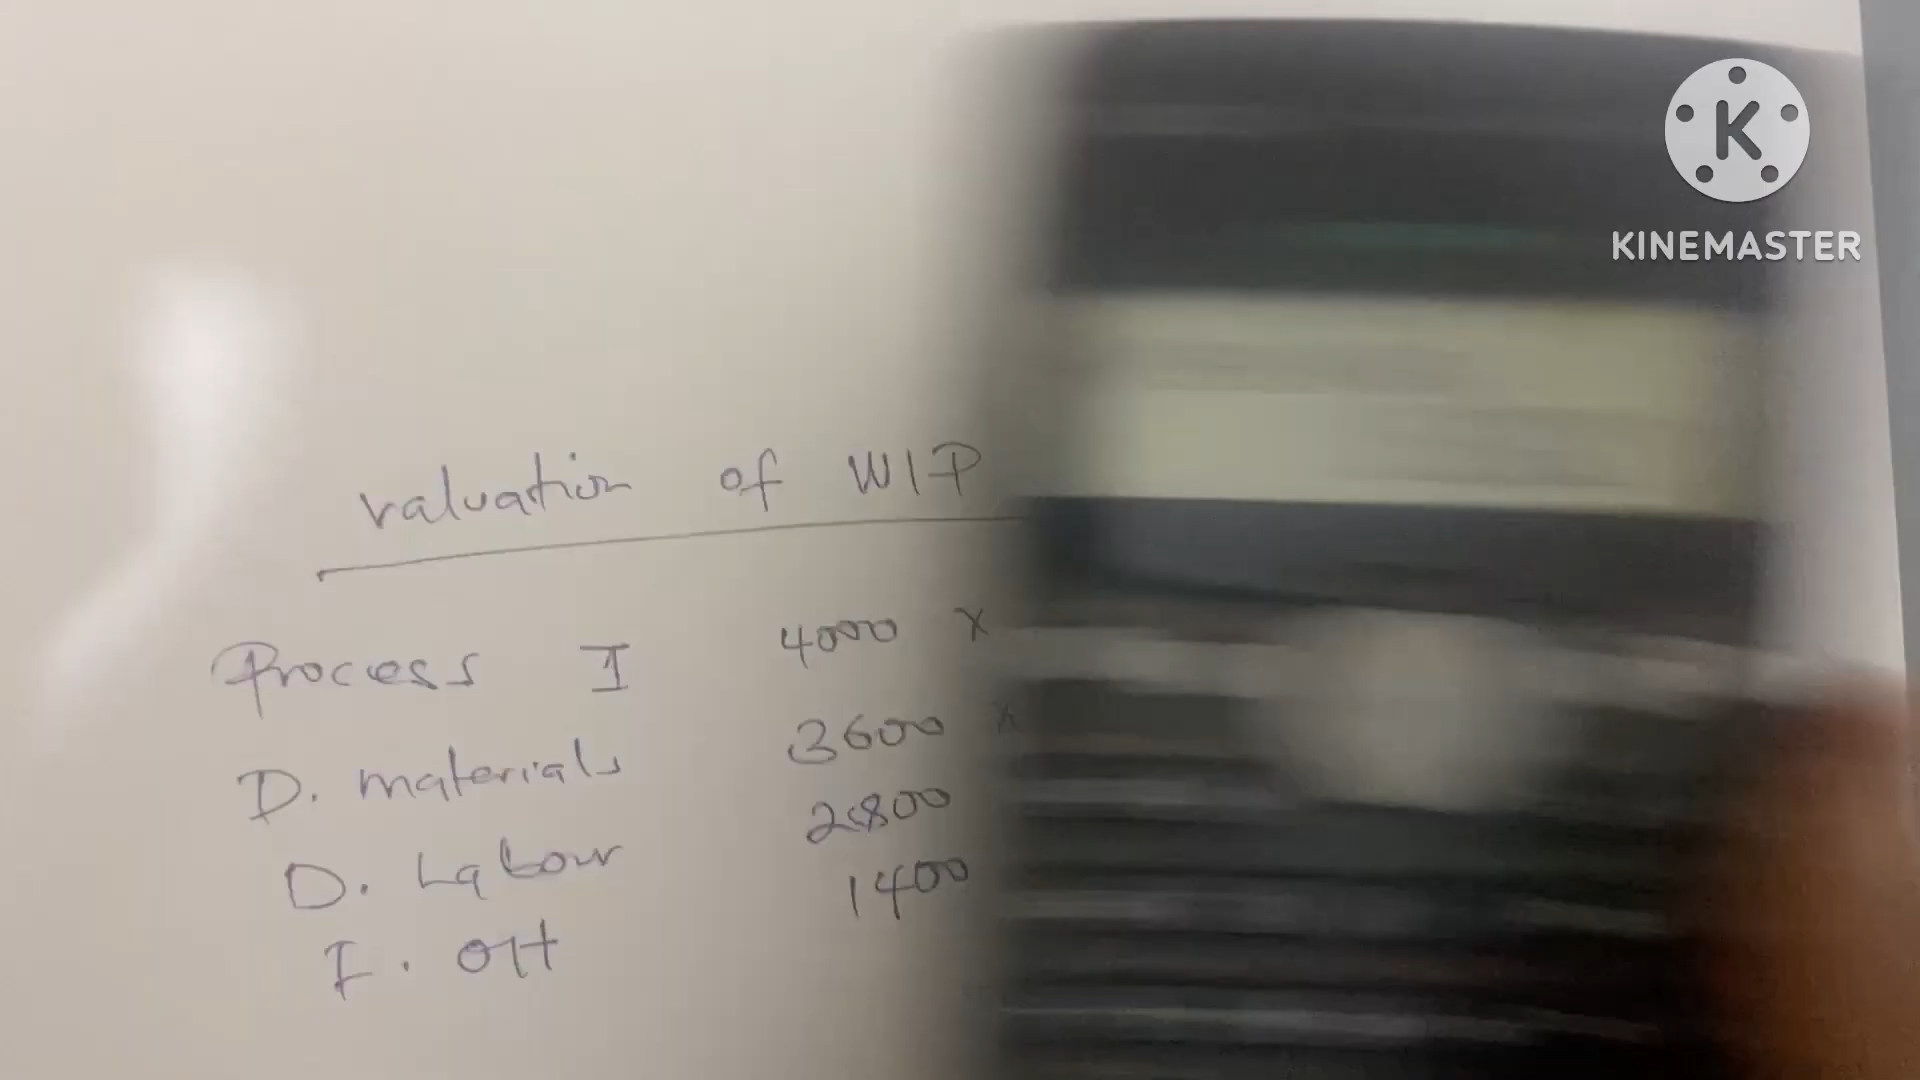 KINEMASTER
valuation of WIP
Process I 4000 x
D. materials 3600 x
D. Labour 2800
I. OH 1400